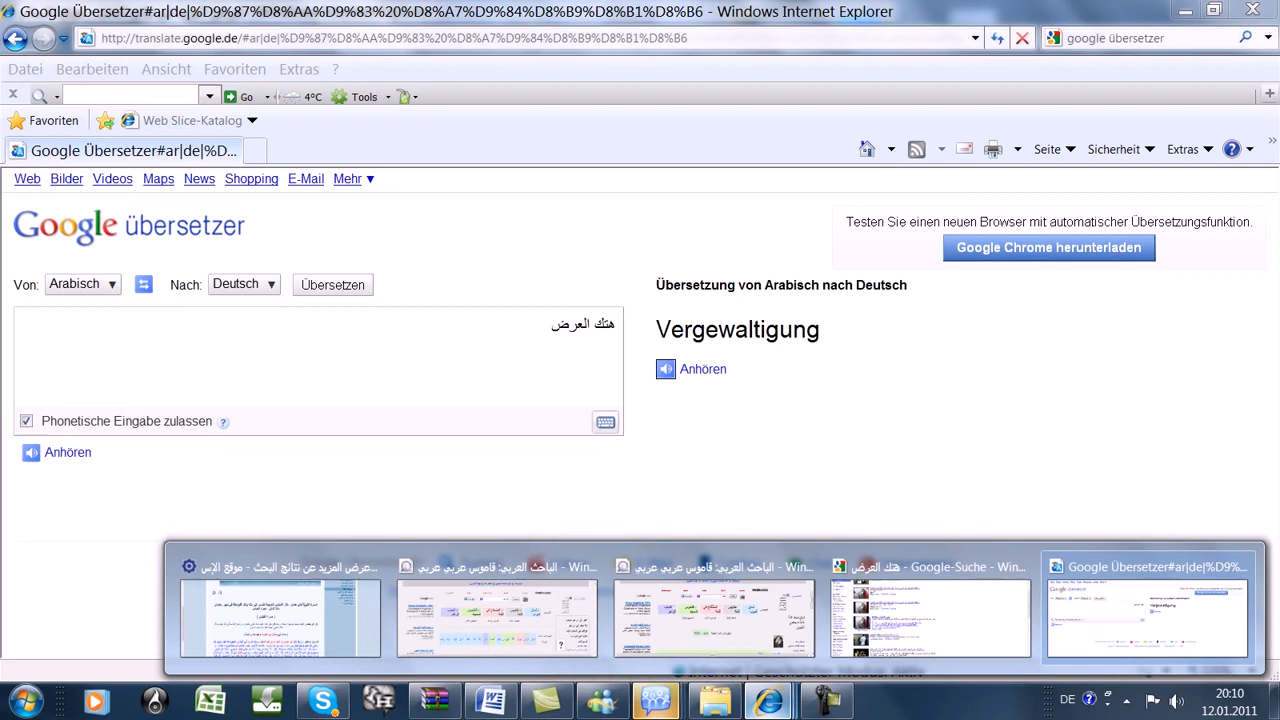 Google Übersetzer#ar|de|%D9%87%D8%AA%D9%83%20%D8%A7%D9%84%D8%B9%D8%B1%D8%B6 - Windows Internet Explorer
http://translate.google.de/#ar|de|%D9%87%D8%AA%D9%83%20%D8%A7%D9%84%D8%B9%D8%B1%D8%B6
google übersetzer
Datei Bearbeiten Ansicht Favoriten Extras ?
Go 4°C Tools
Favoriten Web Slice-Katalog
Google Übersetzer#ar|de|%D...
Seite Sicherheit Extras
Web Bilder Videos Maps News Shopping E-Mail Mehr
Google übersetzer
Testen Sie einen neuen Browser mit automatischer Übersetzungsfunktion.
Google Chrome herunterladen
Von: Arabisch Nach: Deutsch Übersetzen
Übersetzung von Arabisch nach Deutsch
هتك العرض
Vergewaltigung
Anhören
Phonetische Eingabe zulassen ?
Anhören
عرض المزيد عن نتائج البحث - موقع الإس...
الباحث العربي: قاموس عربي عربي - Win...
الباحث العربي: قاموس عربي عربي - Win...
هتك العرض - Google-Suche - Win...
Google Übersetzer#ar|de|%D9%...
DE
20:10
12.01.2011